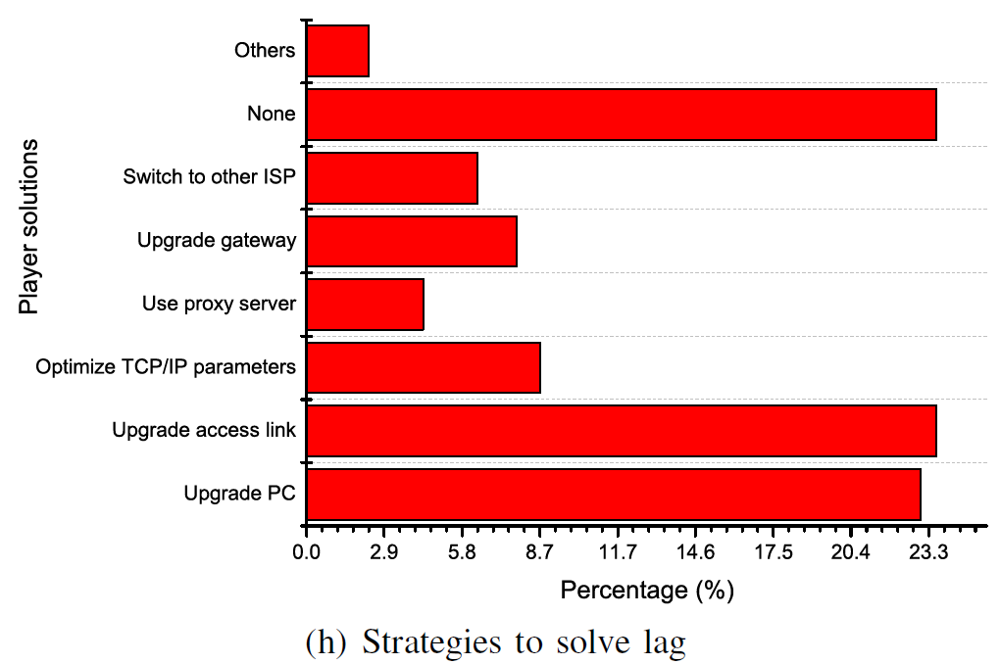 Others
None
Switch to other ISP
Upgrade gateway
Use proxy server
Optimize TCP/IP parameters
Upgrade access link
Upgrade PC
Player solutions
0.0 2.9 5.8 8.7 11.7 14.6 17.5 20.4 23.3
Percentage (%)
(h) Strategies to solve lag